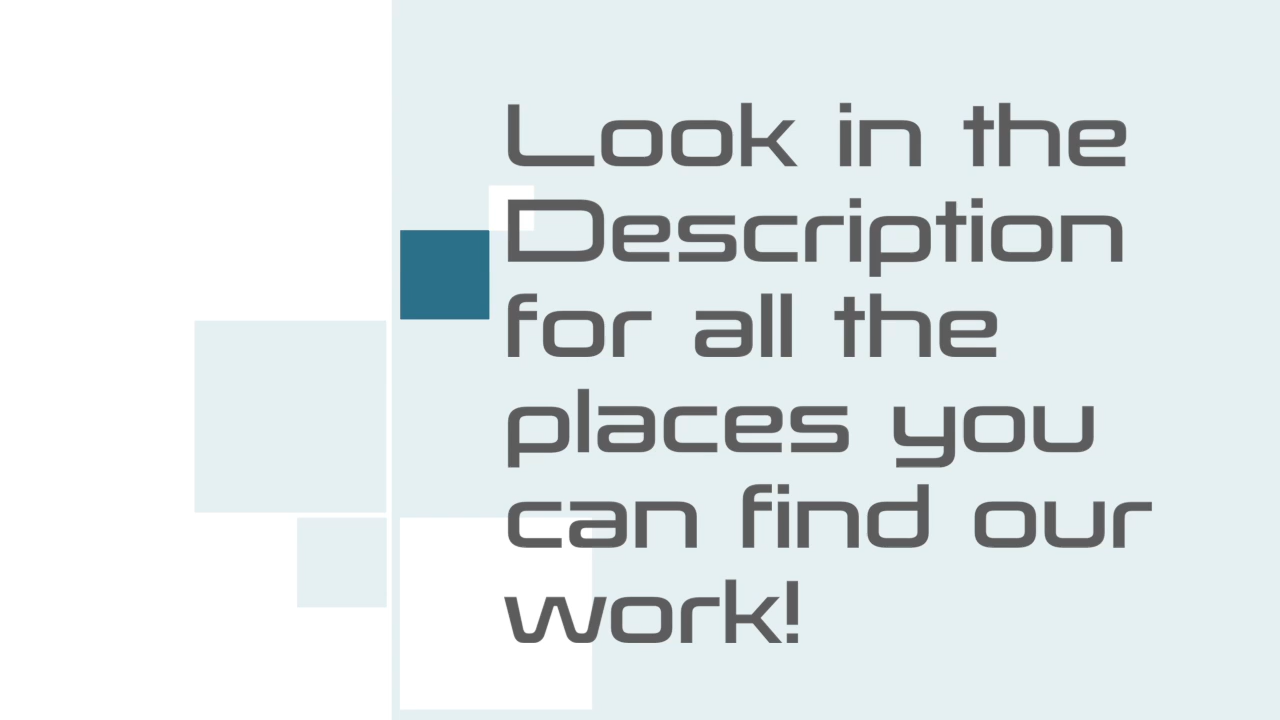 Look in the
Description
for all the
places you
can find our
work!